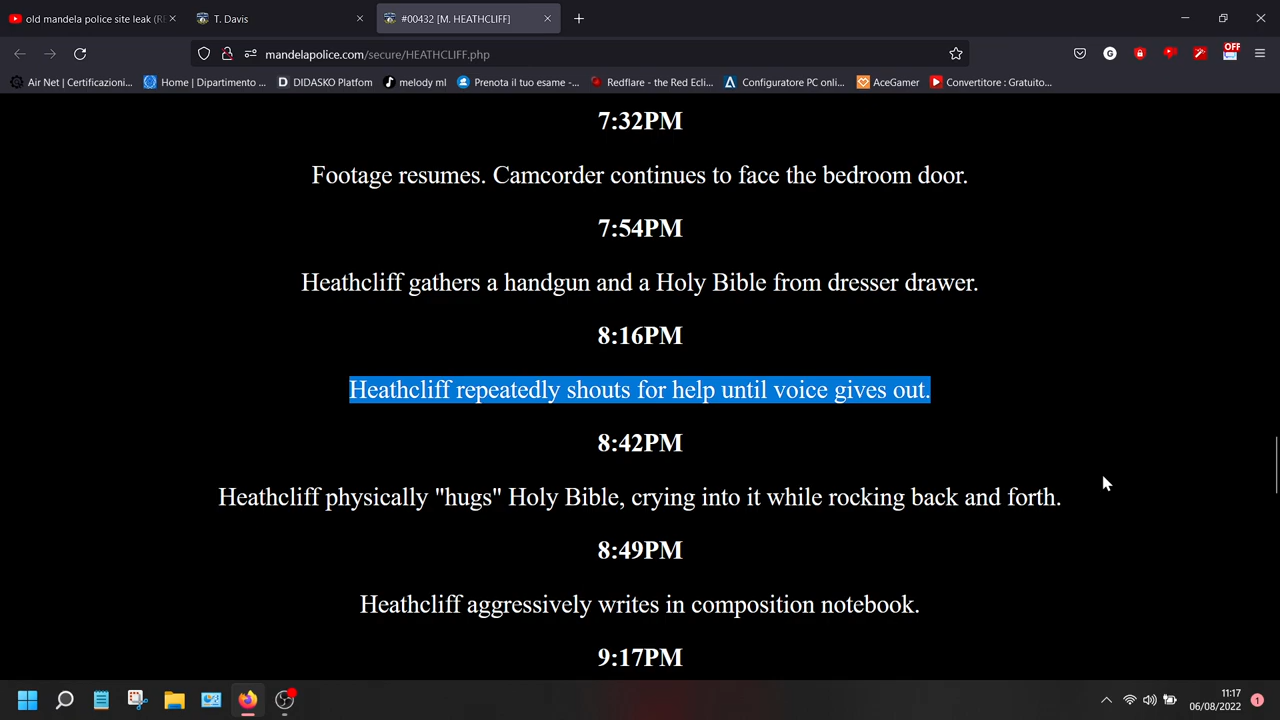 old mandela police site leak (RE
T. Davis
#00432 [M. HEATHCLIFF]
mandelapolice.com/secure/HEATHCLIFF.php
G
OFF
Air Net | Certificazioni...
Home | Dipartimento ...
D DIDASKO Platfom
melody ml
Prenota il tuo esame -...
Redflare - the Red Ecli...
Configuratore PC onli...
AceGamer
Convertitore : Gratuito...
7:32PM
Footage resumes. Camcorder continues to face the bedroom door.
7:54PM
Heathcliff gathers a handgun and a Holy Bible from dresser drawer.
8:16PM
Heathcliff repeatedly shouts for help until voice gives out.
8:42PM
Heathcliff physically "hugs" Holy Bible, crying into it while rocking back and forth.
8:49PM
Heathcliff aggressively writes in composition notebook.
9:17PM
11:17
06/08/2022
1